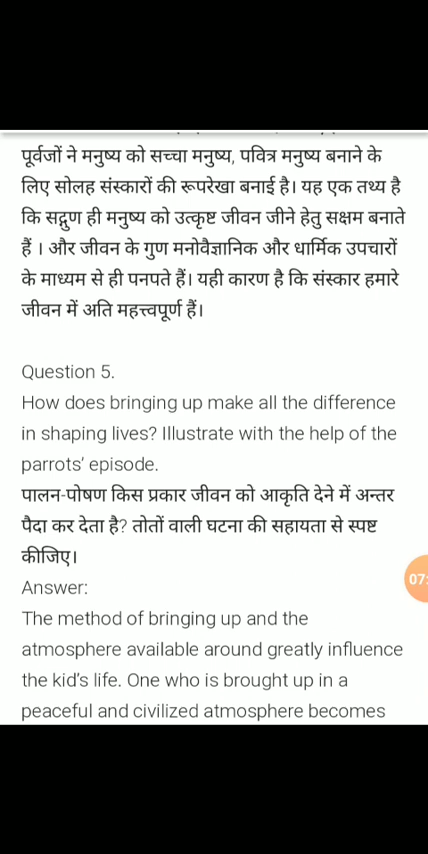 पूर्वजों ने मनुष्य को सच्चा मनुष्य, पवित्र मनुष्य बनाने के
लिए सोलह संस्कारों की रूपरेखा बनाई है। यह एक तथ्य है
कि सद्गुण ही मनुष्य को उत्कृष्ट जीवन जीने हेतु सक्षम बनाते
हैं । और जीवन के गुण मनोवैज्ञानिक और धार्मिक उपचारों
के माध्यम से ही पनपते हैं। यही कारण है कि संस्कार हमारे
जीवन में अति महत्त्वपूर्ण हैं।
Question 5.
How does bringing up make all the difference
in shaping lives? Illustrate with the help of the
parrots’ episode.
पालन-पोषण किस प्रकार जीवन को आकृति देने में अन्तर
पैदा कर देता है? तोतों वाली घटना की सहायता से स्पष्ट
कीजिए।
Answer:
07:
The method of bringing up and the
atmosphere available around greatly influence
the kid’s life. One who is brought up in a
peaceful and civilized atmosphere becomes